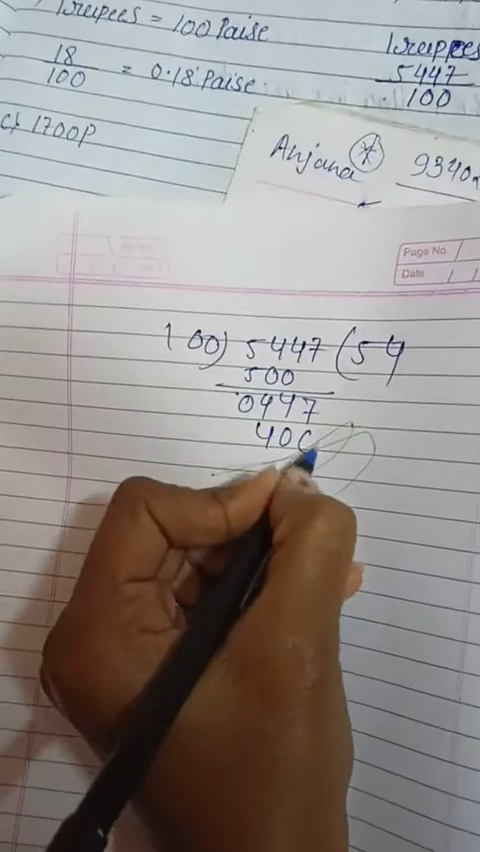 1rupees = 100 Paise
18
100 = 0.18 Paise.
1rupees
5447
100
c) 1700P
Anjana * 9340
Page No.
Date / /
100) 5447 (54
500
0447
400